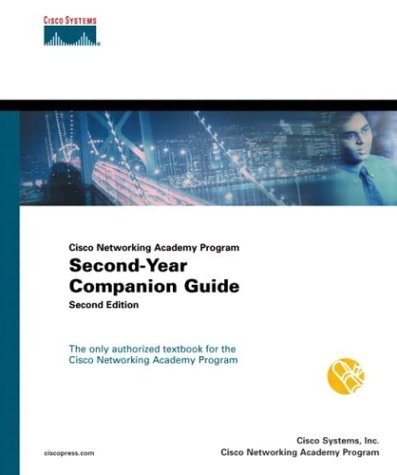 CISCO SYSTEMS
Cisco Networking Academy Program
Second-Year
Companion Guide
Second Edition
The only authorized textbook for the
Cisco Networking Academy Program
Cisco Systems, Inc.
ciscopress.com
Cisco Networking Academy Program